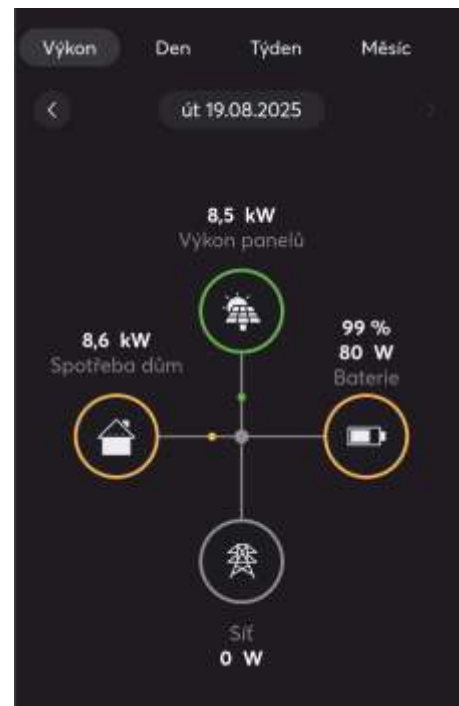 Výkon Den Týden Měsíc
út 19.08.2025
8,5 kW
Výkon panelů
8,6 kW
Spotřeba dům
99 %
80 W
Baterie
Síť
0 W